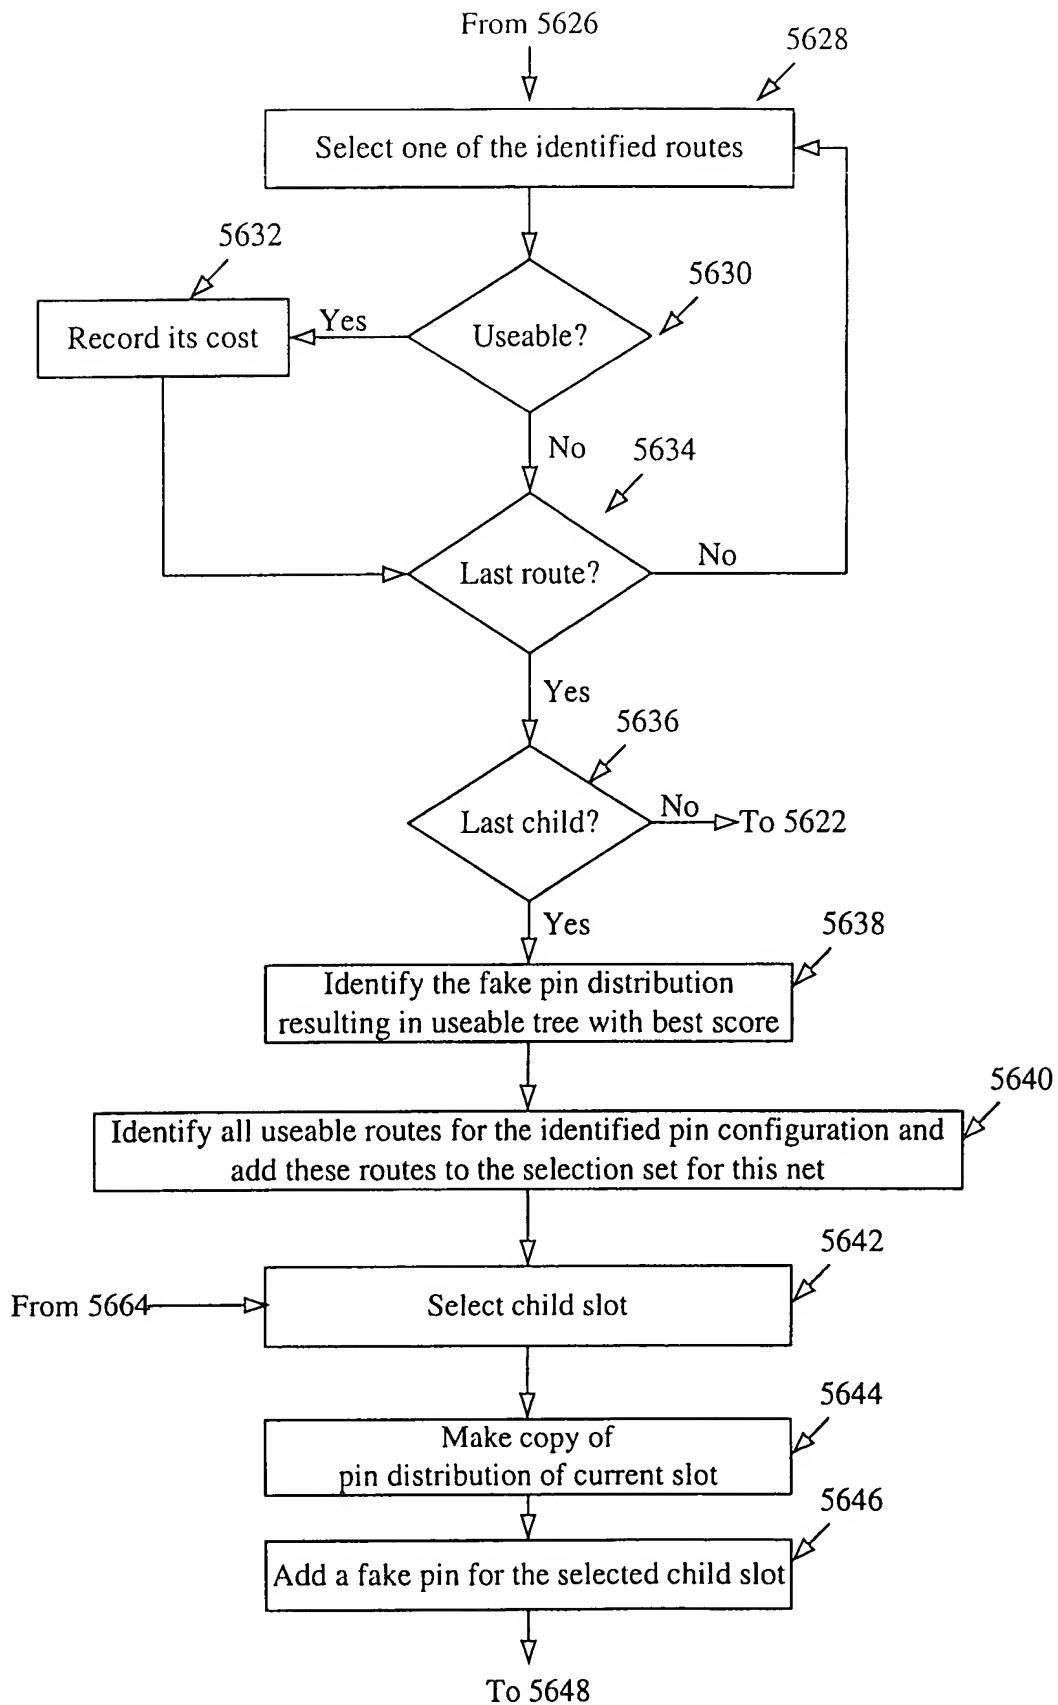 From 5626
5628
Select one of the identified routes
5632
5630
Record its cost
Yes
Useable?
No
5634
Last route?
No
Yes
5636
Last child?
No
To 5622
Yes
5638
Identify the fake pin distribution
resulting in useable tree with best score
5640
Identify all useable routes for the identified pin configuration and
add these routes to the selection set for this net
5642
From 5664
Select child slot
5644
Make copy of
pin distribution of current slot
5646
Add a fake pin for the selected child slot
To 5648